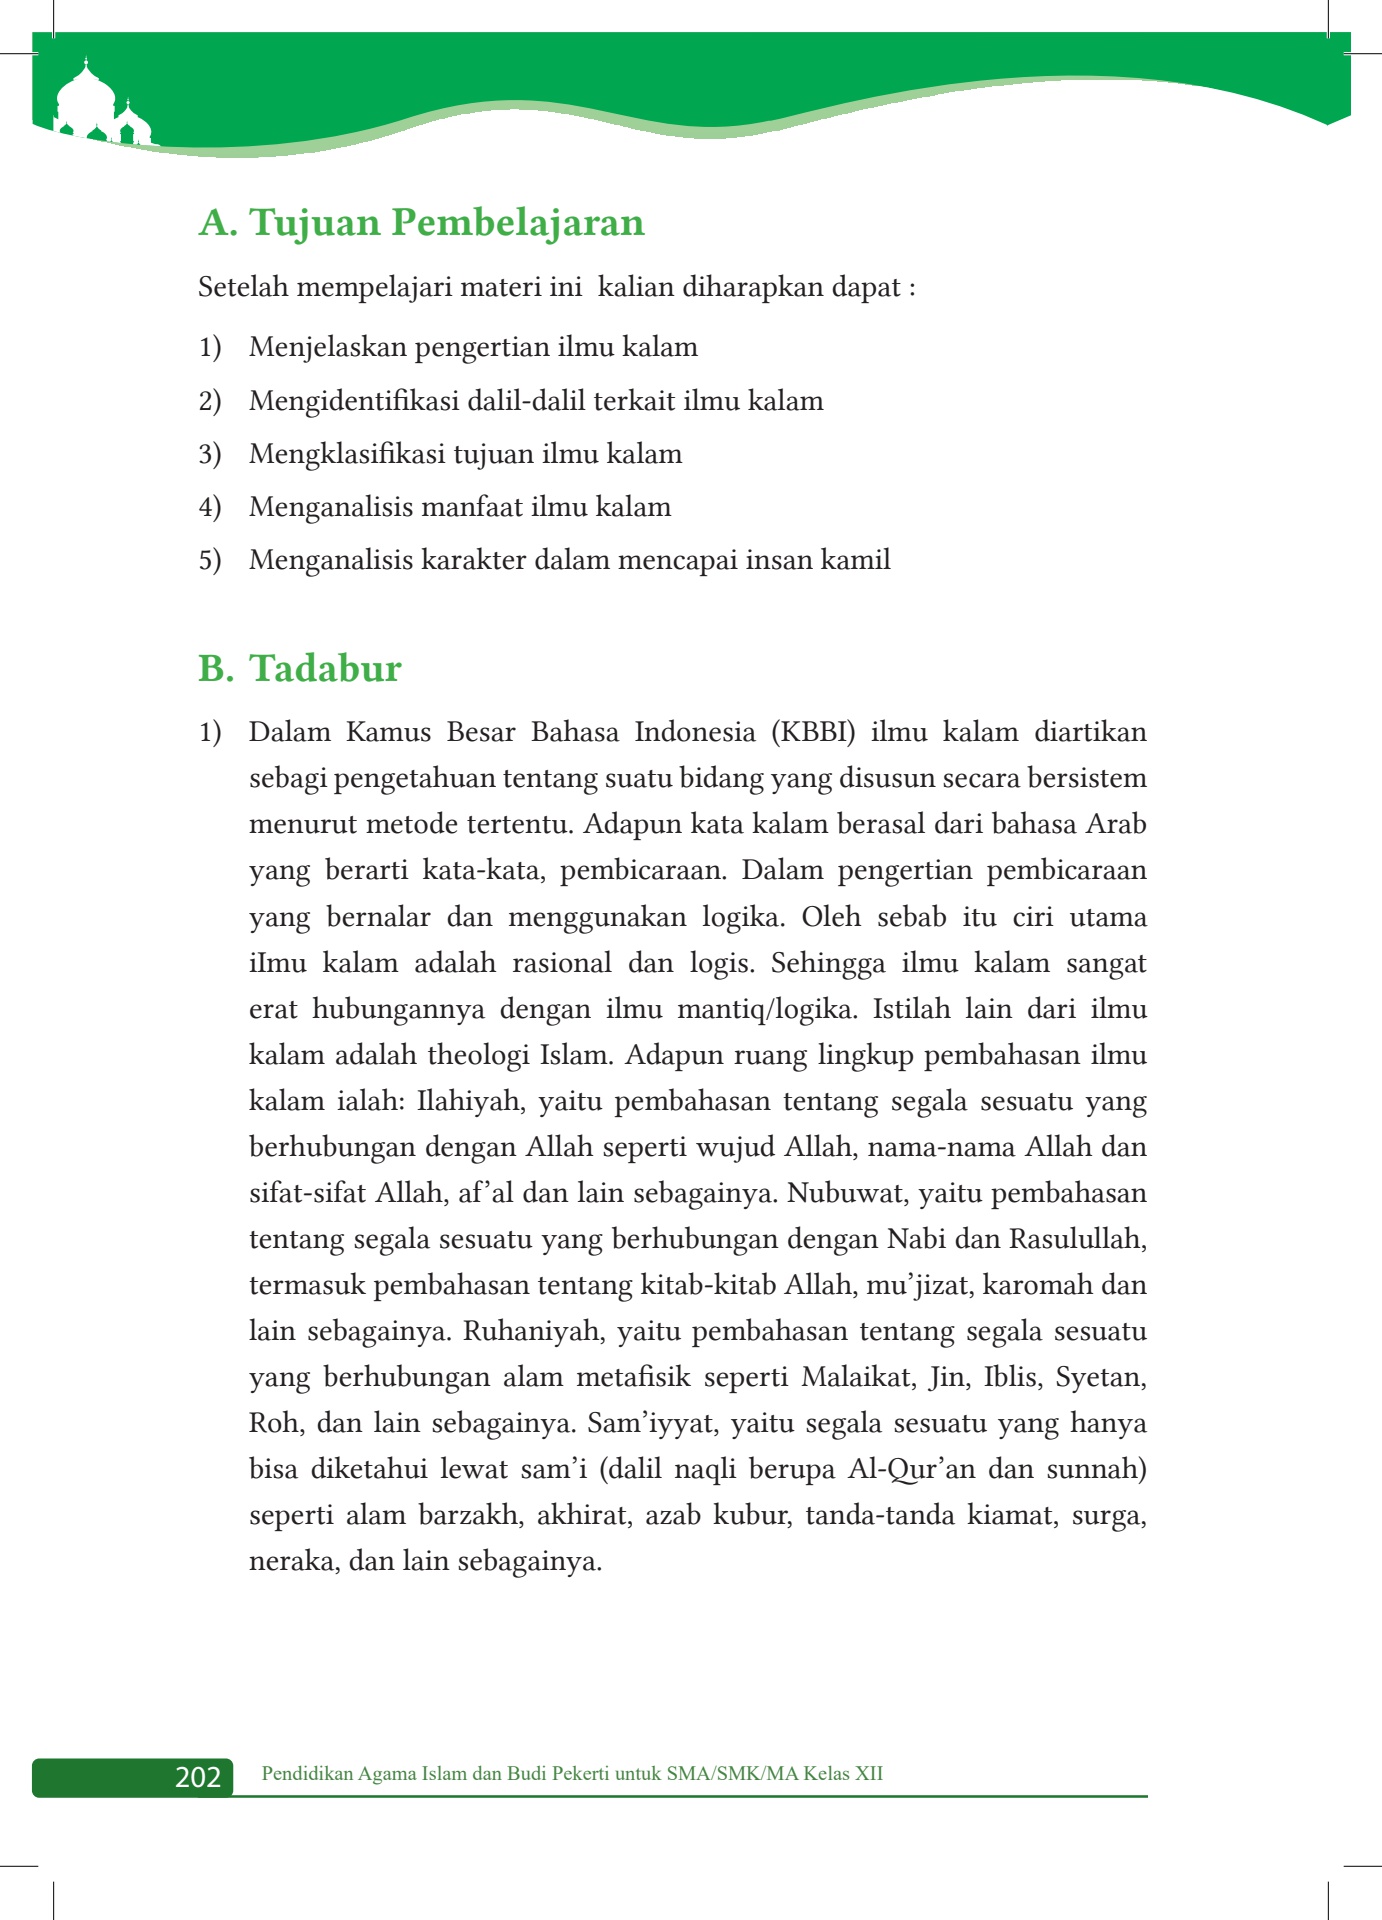 A. Tujuan Pembelajaran
Setelah mempelajari materi ini kalian diharapkan dapat :
1) Menjelaskan pengertian ilmu kalam
2) Mengidentifikasi dalil-dalil terkait ilmu kalam
3) Mengklasifikasi tujuan ilmu kalam
4) Menganalisis manfaat ilmu kalam
5) Menganalisis karakter dalam mencapai insan kamil
B. Tadabur
1) Dalam Kamus Besar Bahasa Indonesia (KBBI) ilmu kalam diartikan
sebagi pengetahuan tentang suatu bidang yang disusun secara bersistem
menurut metode tertentu. Adapun kata kalam berasal dari bahasa Arab
yang berarti kata-kata, pembicaraan. Dalam pengertian pembicaraan
yang bernalar dan menggunakan logika. Oleh sebab itu ciri utama
iImu kalam adalah rasional dan logis. Sehingga ilmu kalam sangat
erat hubungannya dengan ilmu mantiq/logika. Istilah lain dari ilmu
kalam adalah theologi Islam. Adapun ruang lingkup pembahasan ilmu
kalam ialah: Ilahiyah, yaitu pembahasan tentang segala sesuatu yang
berhubungan dengan Allah seperti wujud Allah, nama-nama Allah dan
sifat-sifat Allah, af’al dan lain sebagainya. Nubuwat, yaitu pembahasan
tentang segala sesuatu yang berhubungan dengan Nabi dan Rasulullah,
termasuk pembahasan tentang kitab-kitab Allah, mu’jizat, karomah dan
lain sebagainya. Ruhaniyah, yaitu pembahasan tentang segala sesuatu
yang berhubungan alam metafisik seperti Malaikat, Jin, Iblis, Syetan,
Roh, dan lain sebagainya. Sam’iyyat, yaitu segala sesuatu yang hanya
bisa diketahui lewat sam’i (dalil naqli berupa Al-Qur’an dan sunnah)
seperti alam barzakh, akhirat, azab kubur, tanda-tanda kiamat, surga,
neraka, dan lain sebagainya.
202 Pendidikan Agama Islam dan Budi Pekerti untuk SMA/SMK/MA Kelas XII